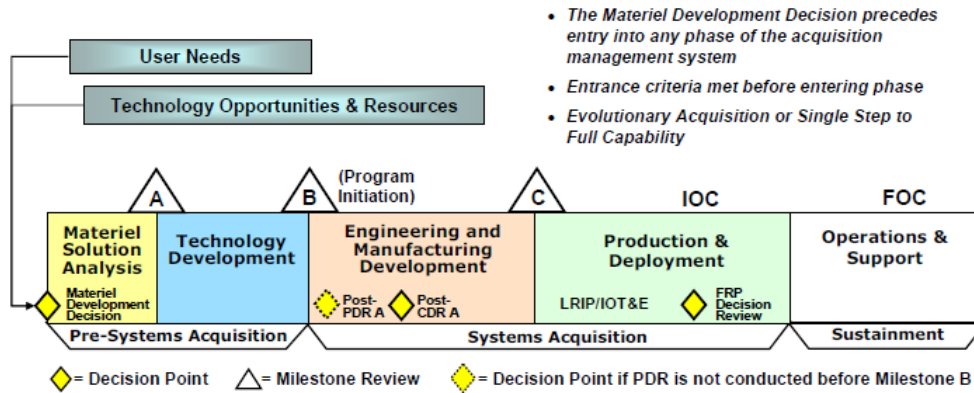 User Needs
Technology Opportunities & Resources
• The Materiel Development Decision precedes
entry into any phase of the acquisition
management system
• Entrance criteria met before entering phase
• Evolutionary Acquisition or Single Step to
Full Capability
A
B
(Program
Initiation)
C
IOC
FOC
Materiel
Solution
Analysis
Technology
Development
Engineering and
Manufacturing
Development
Production &
Deployment
Operations &
Support
Materiel
Development
Decision
Post-
PDR A
Post-
CDR A
LRIP/IOT&E
FRP
Decision
Review
Pre-Systems Acquisition
Systems Acquisition
Sustainment
= Decision Point
= Milestone Review
= Decision Point if PDR is not conducted before Milestone B